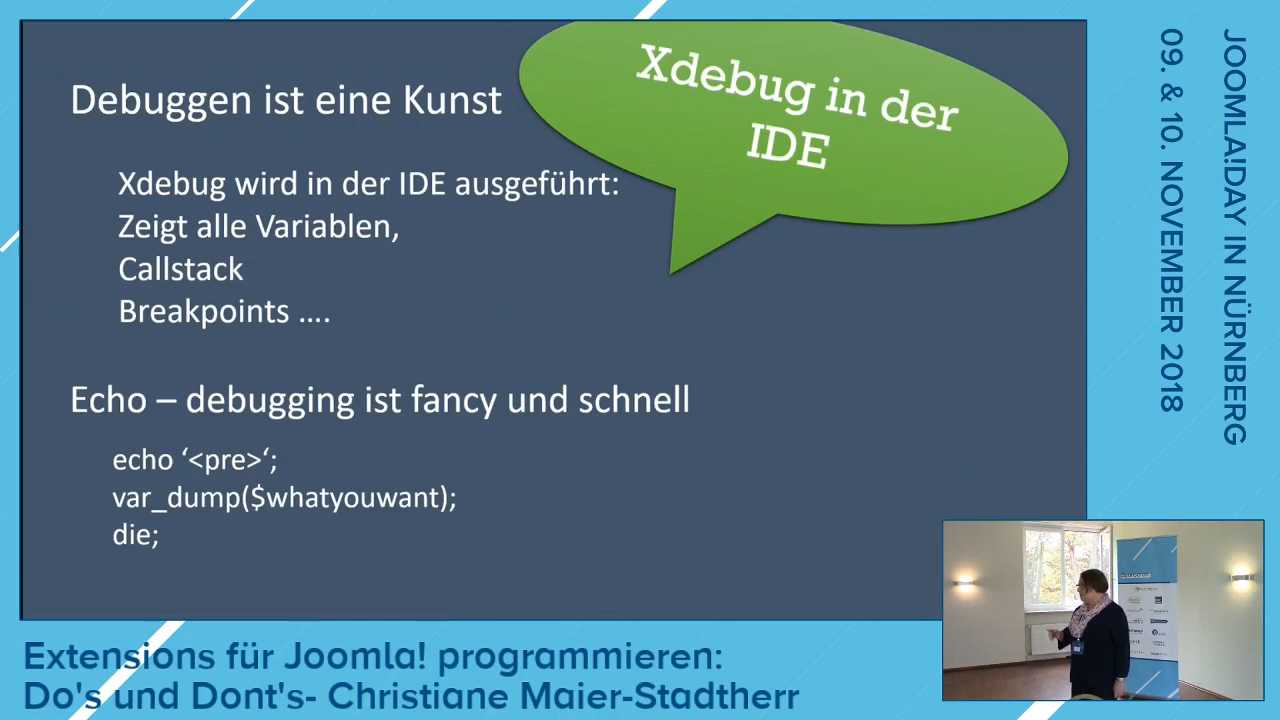 Debuggen ist eine Kunst
Xdebug in der
IDE
Xdebug wird in der IDE ausgeführt:
Zeigt alle Variablen,
Callstack
Breakpoints ....
Echo – debugging ist fancy und schnell
echo ‘<pre>‘;
var_dump($whatyouwant);
die;
JOOMLA!DAY IN NÜRNBERG
09. & 10. NOVEMBER 2018
Extensions für Joomla! programmieren:
Do's und Dont's- Christiane Maier-Stadtherr